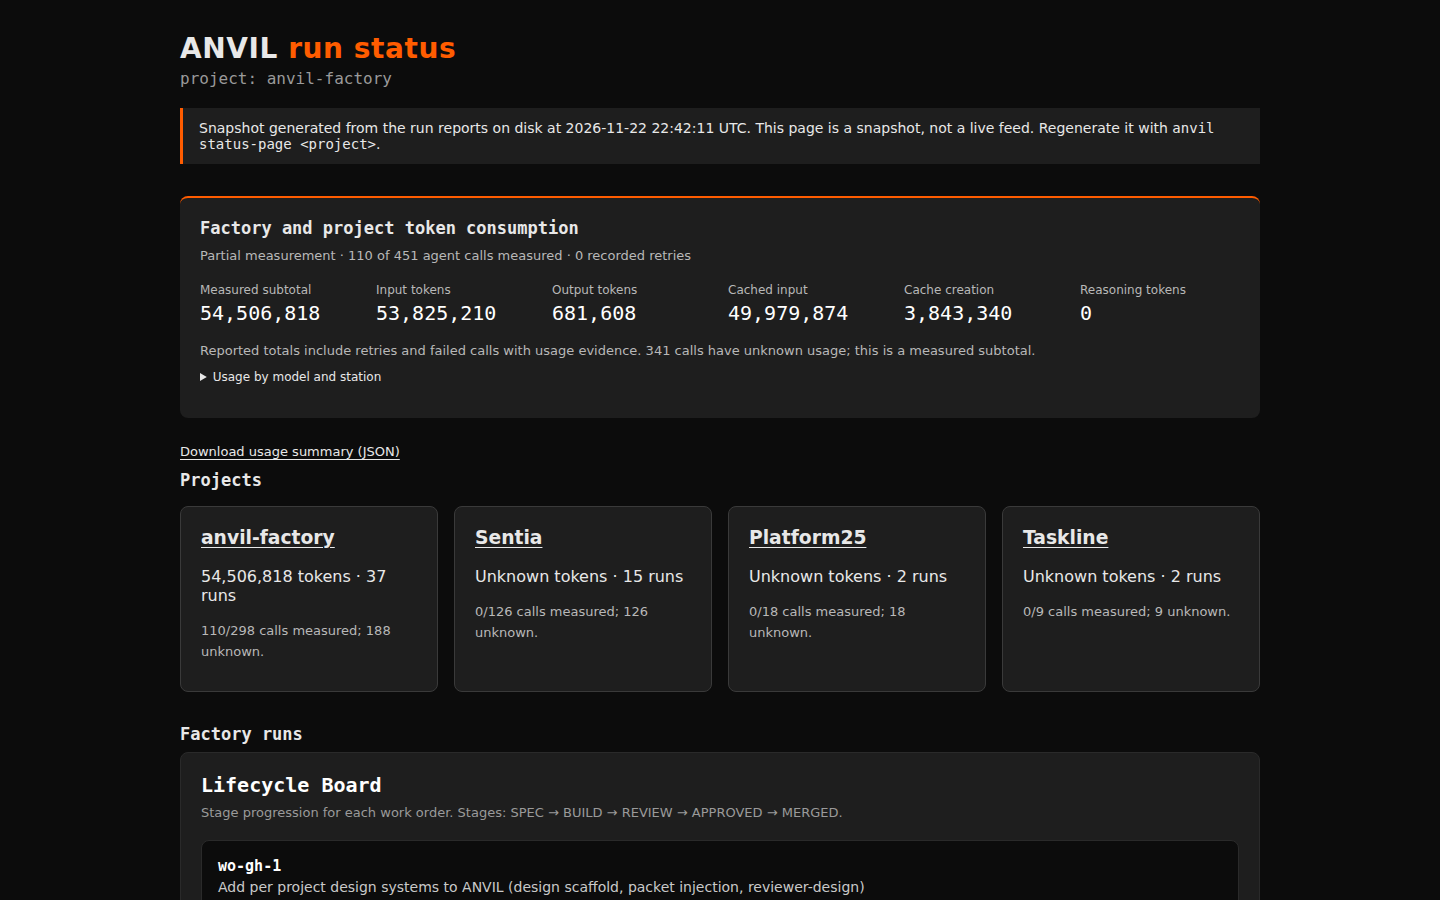 ANVIL run status
project: anvil-factory
Snapshot generated from the run reports on disk at 2026-11-22 22:42:11 UTC. This page is a snapshot, not a live feed. Regenerate it with anvil
status-page <project>.
Factory and project token consumption
Partial measurement · 110 of 451 agent calls measured · 0 recorded retries
Measured subtotal Input tokens Output tokens Cached input Cache creation Reasoning tokens
54,506,818 53,825,210 681,608 49,979,874 3,843,340 0
Reported totals include retries and failed calls with usage evidence. 341 calls have unknown usage; this is a measured subtotal.
Usage by model and station
Download usage summary (JSON)
Projects
anvil-factory
54,506,818 tokens · 37
runs
110/298 calls measured; 188
unknown.
Sentia
Unknown tokens · 15 runs
0/126 calls measured; 126
unknown.
Platform25
Unknown tokens · 2 runs
0/18 calls measured; 18
unknown.
Taskline
Unknown tokens · 2 runs
0/9 calls measured; 9 unknown.
Factory runs
Lifecycle Board
Stage progression for each work order. Stages: SPEC → BUILD → REVIEW → APPROVED → MERGED.
wo-gh-1
Add per project design systems to ANVIL (design scaffold, packet injection, reviewer-design)